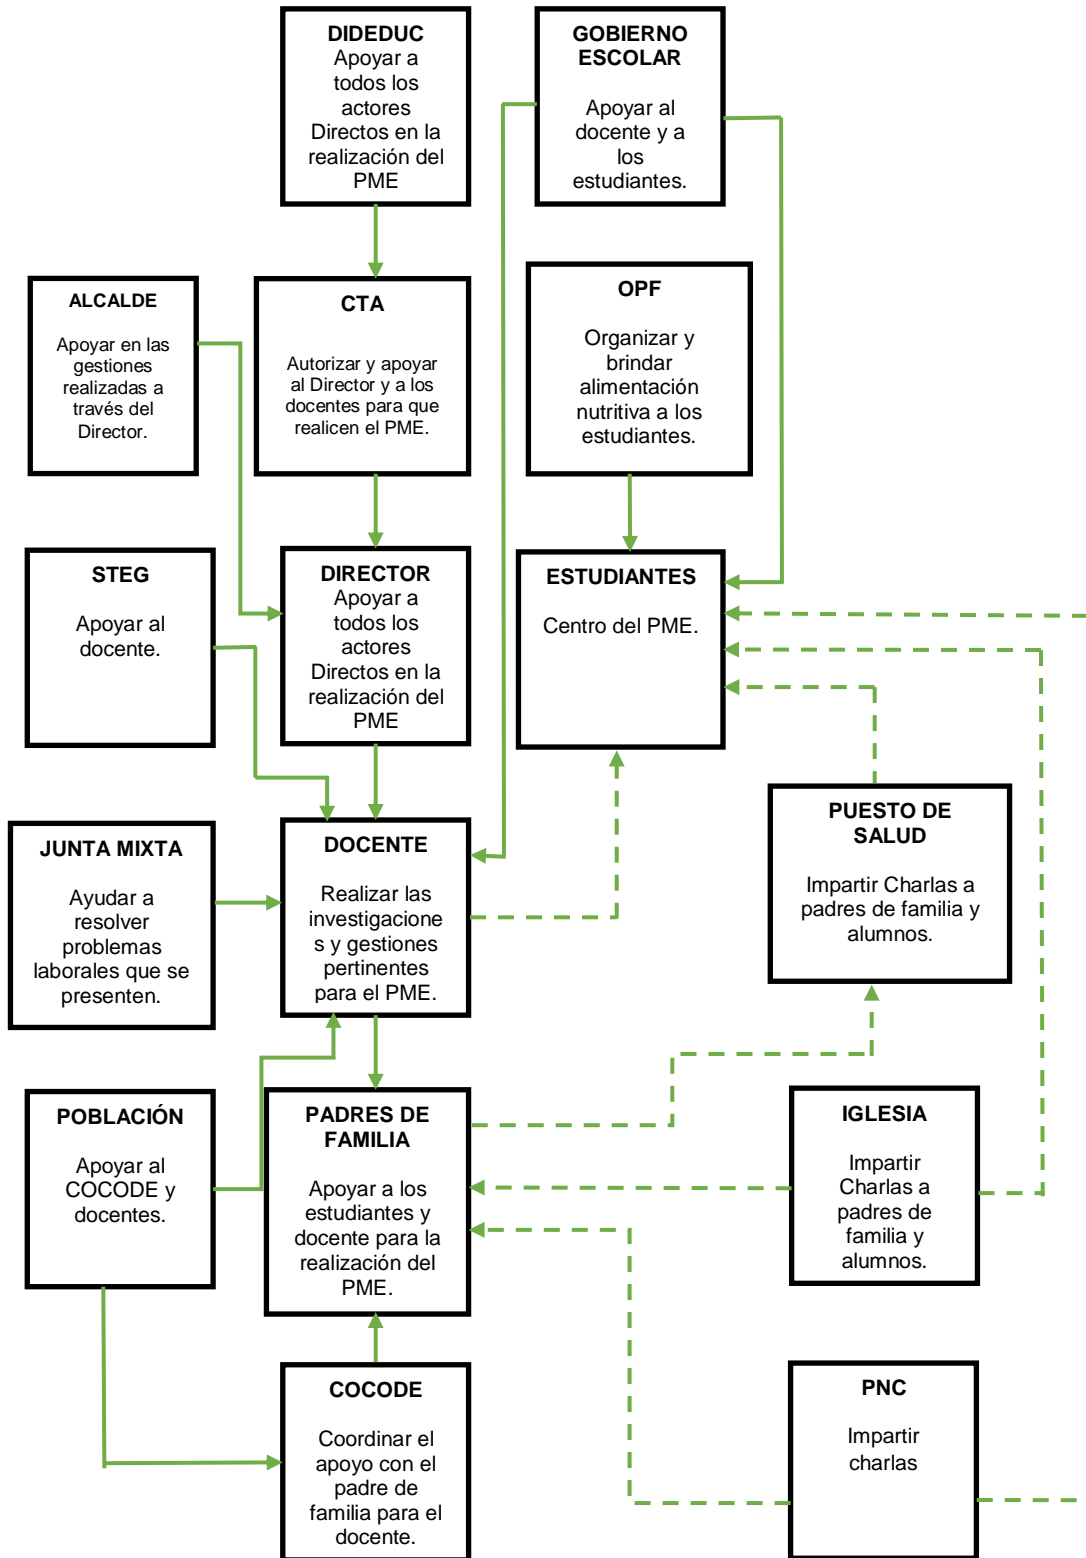 DIDEDUC
Apoyar a
todos los
actores
Directos en la
realización del
PME
GOBIERNO
ESCOLAR
Apoyar al
docente y a
los
estudiantes.
ALCALDE
Apoyar en las
gestiones
realizadas a
través del
Director.
CTA
Autorizar y apoyar
al Director y a los
docentes para que
realicen el PME.
OPF
Organizar y
brindar
alimentación
nutritiva a los
estudiantes.
STEG
Apoyar al
docente.
DIRECTOR
Apoyar a
todos los
actores
Directos en la
realización del
PME
ESTUDIANTES
Centro del PME.
JUNTA MIXTA
Ayudar a
resolver
problemas
laborales que se
presenten.
DOCENTE
Realizar las
investigacione
s y gestiones
pertinentes
para el PME.
PUESTO DE
SALUD
Impartir Charlas a
padres de familia y
alumnos.
POBLACIÓN
Apoyar al
COCODE y
docentes.
PADRES DE
FAMILIA
Apoyar a los
estudiantes y
docente para la
realización del
PME.
IGLESIA
Impartir
Charlas a
padres de
familia y
alumnos.
COCODE
Coordinar el
apoyo con el
padre de
familia para el
docente.
PNC
Impartir
charlas